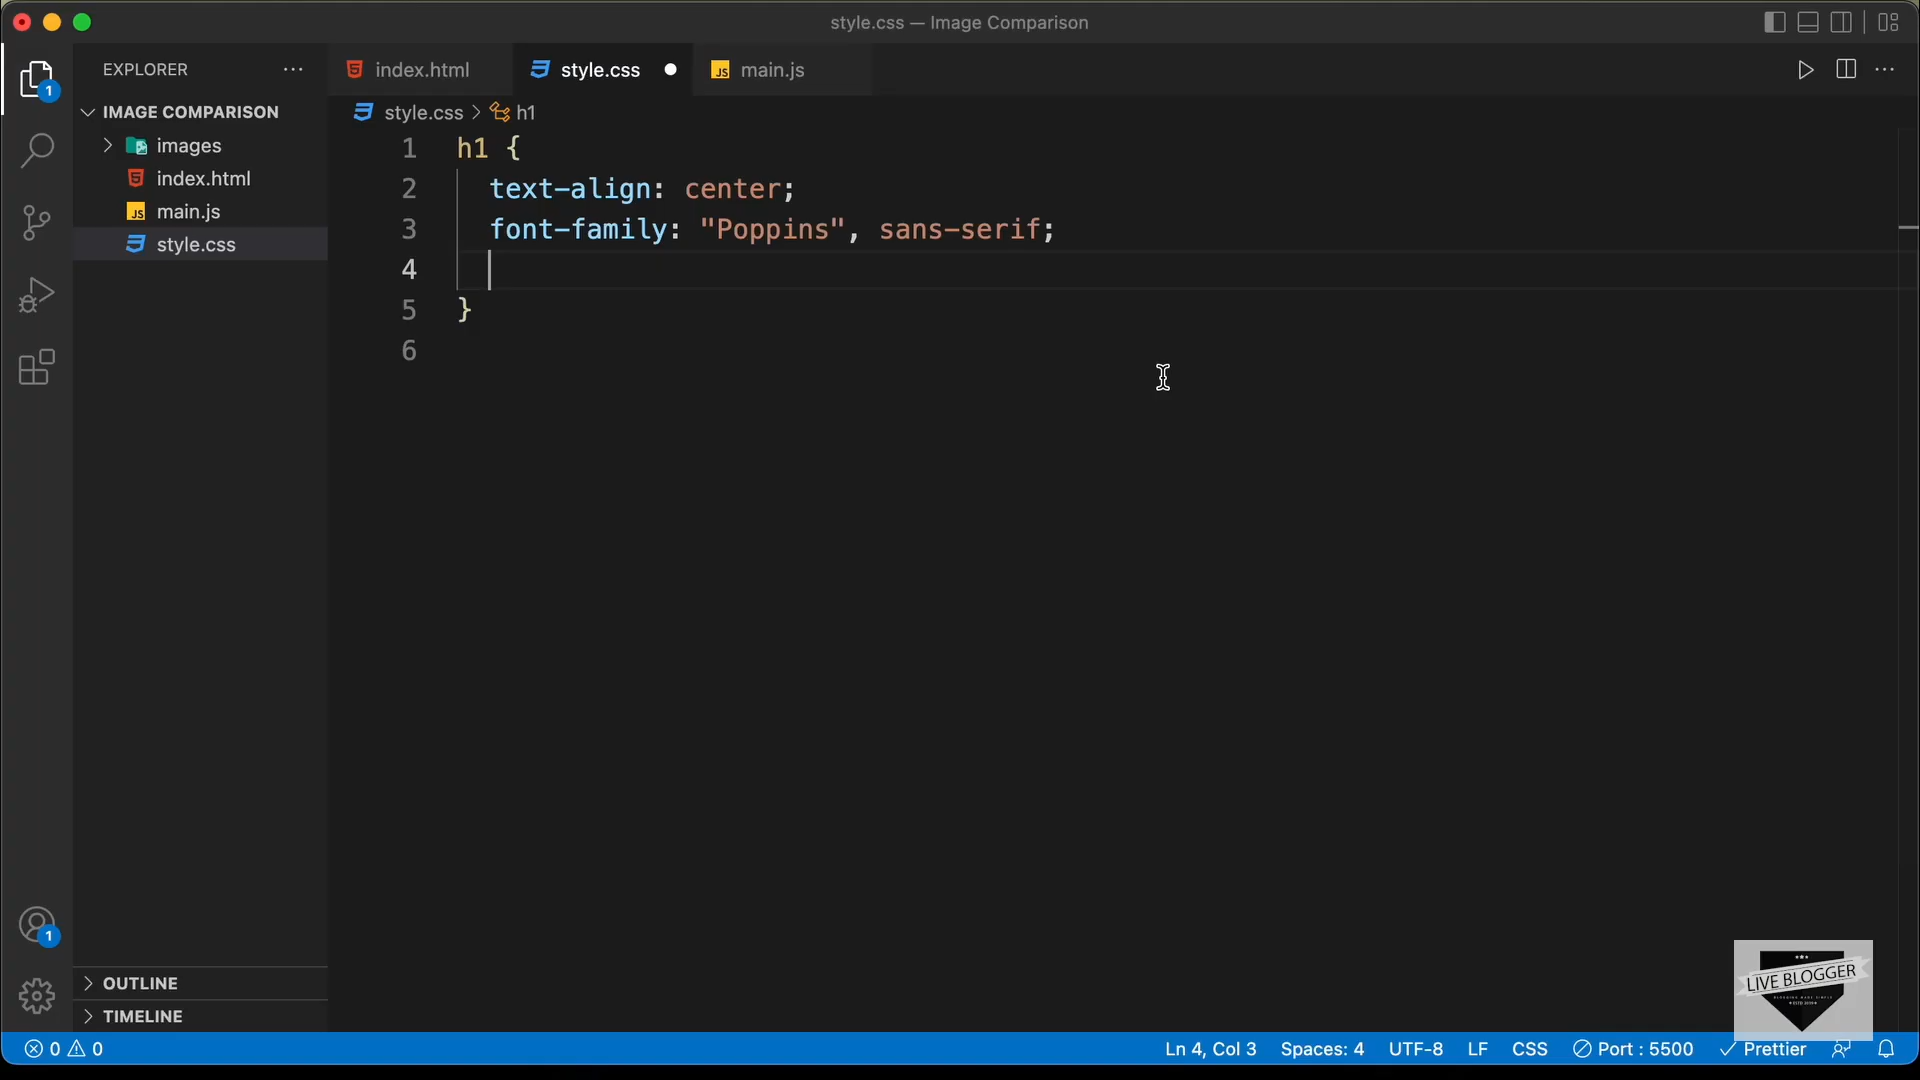 style.css — Image Comparison
EXPLORER
index.html
style.css
main.js
IMAGE COMPARISON
style.css > h1
images
index.html
main.js
style.css
1 h1 {
2 text-align: center;
3 font-family: "Poppins", sans-serif;
4
5 }
6
1
1
OUTLINE
TIMELINE
LIVE BLOGGER
0 0
Ln 4, Col 3 Spaces: 4 UTF-8 LF CSS Port : 5500 Prettier